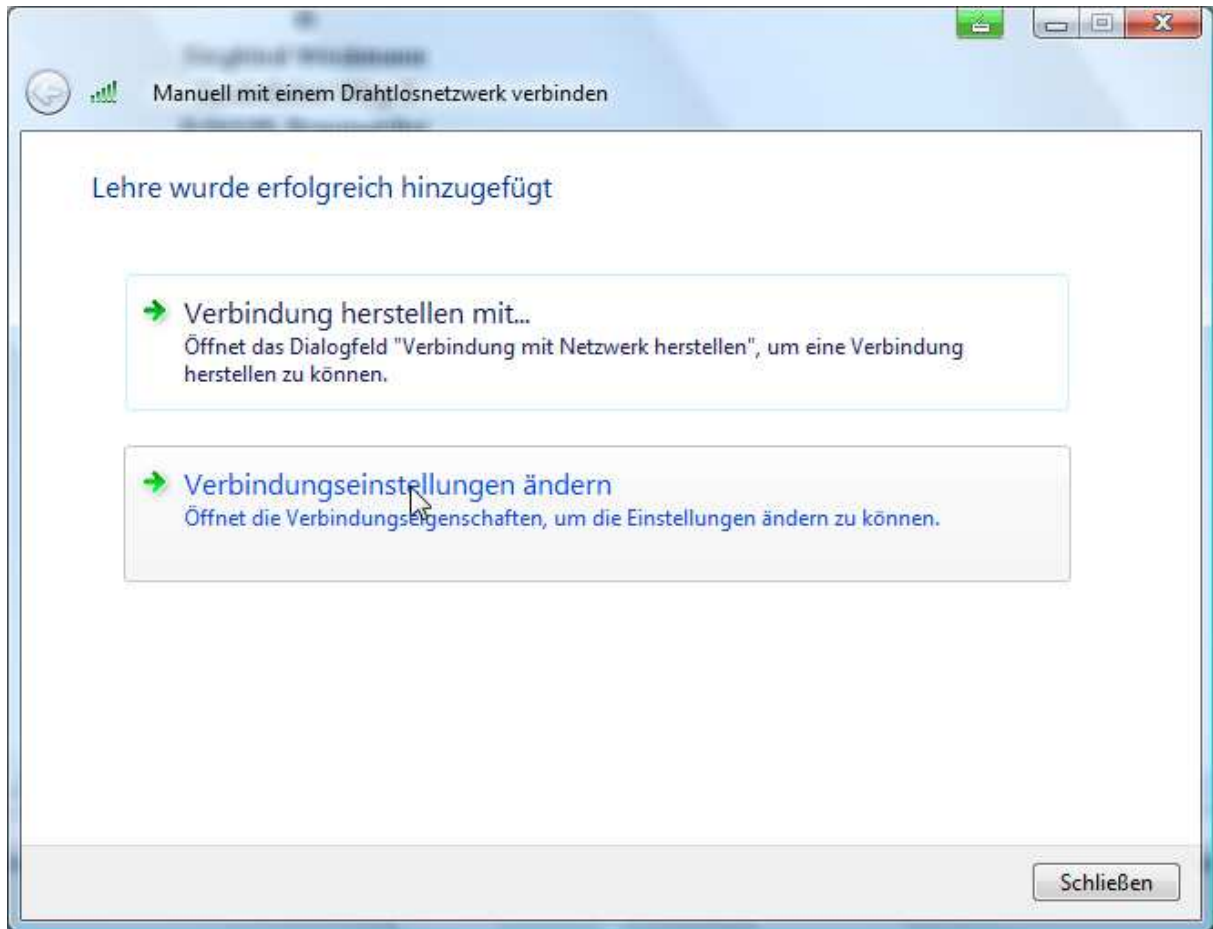 Manuell mit einem Drahtlosnetzwerk verbinden
Lehre wurde erfolgreich hinzugefügt
Verbindung herstellen mit...
Öffnet das Dialogfeld "Verbindung mit Netzwerk herstellen", um eine Verbindung
herstellen zu können.
Verbindungseinstellungen ändern
Öffnet die Verbindungseigenschaften, um die Einstellungen ändern zu können.
Schließen